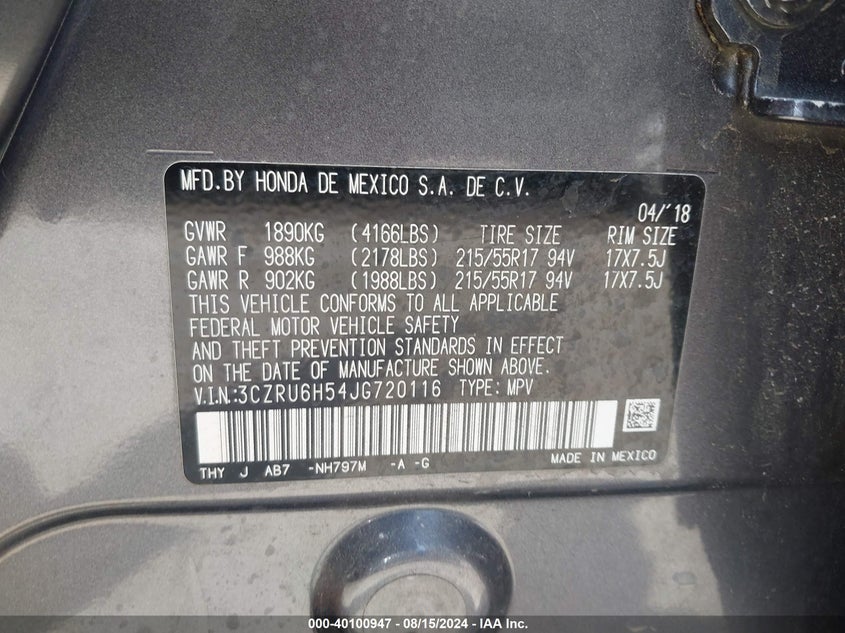 MFD.BY HONDA DE MEXICO S.A. DE C.V.
04/'18
GVWR 1890KG (4166LBS) TIRE SIZE RIM SIZE
GAWR F 988KG (2178LBS) 215/55R17 94V 17X7.5J
GAWR R 902KG (1988LBS) 215/55R17 94V 17X7.5J
THIS VEHICLE CONFORMS TO ALL APPLICABLE
FEDERAL MOTOR VEHICLE SAFETY
AND THEFT PREVENTION STANDARDS IN EFFECT
ON THE DATE OF MANUFACTURE SHOWN ABOVE.
V.I.N.:3CZRU6H54JG720116 TYPE: MPV
THY J AB7 -NH797M -A -G MADE IN MEXICO
000-40100947 - 08/15/2024 - IAA Inc.